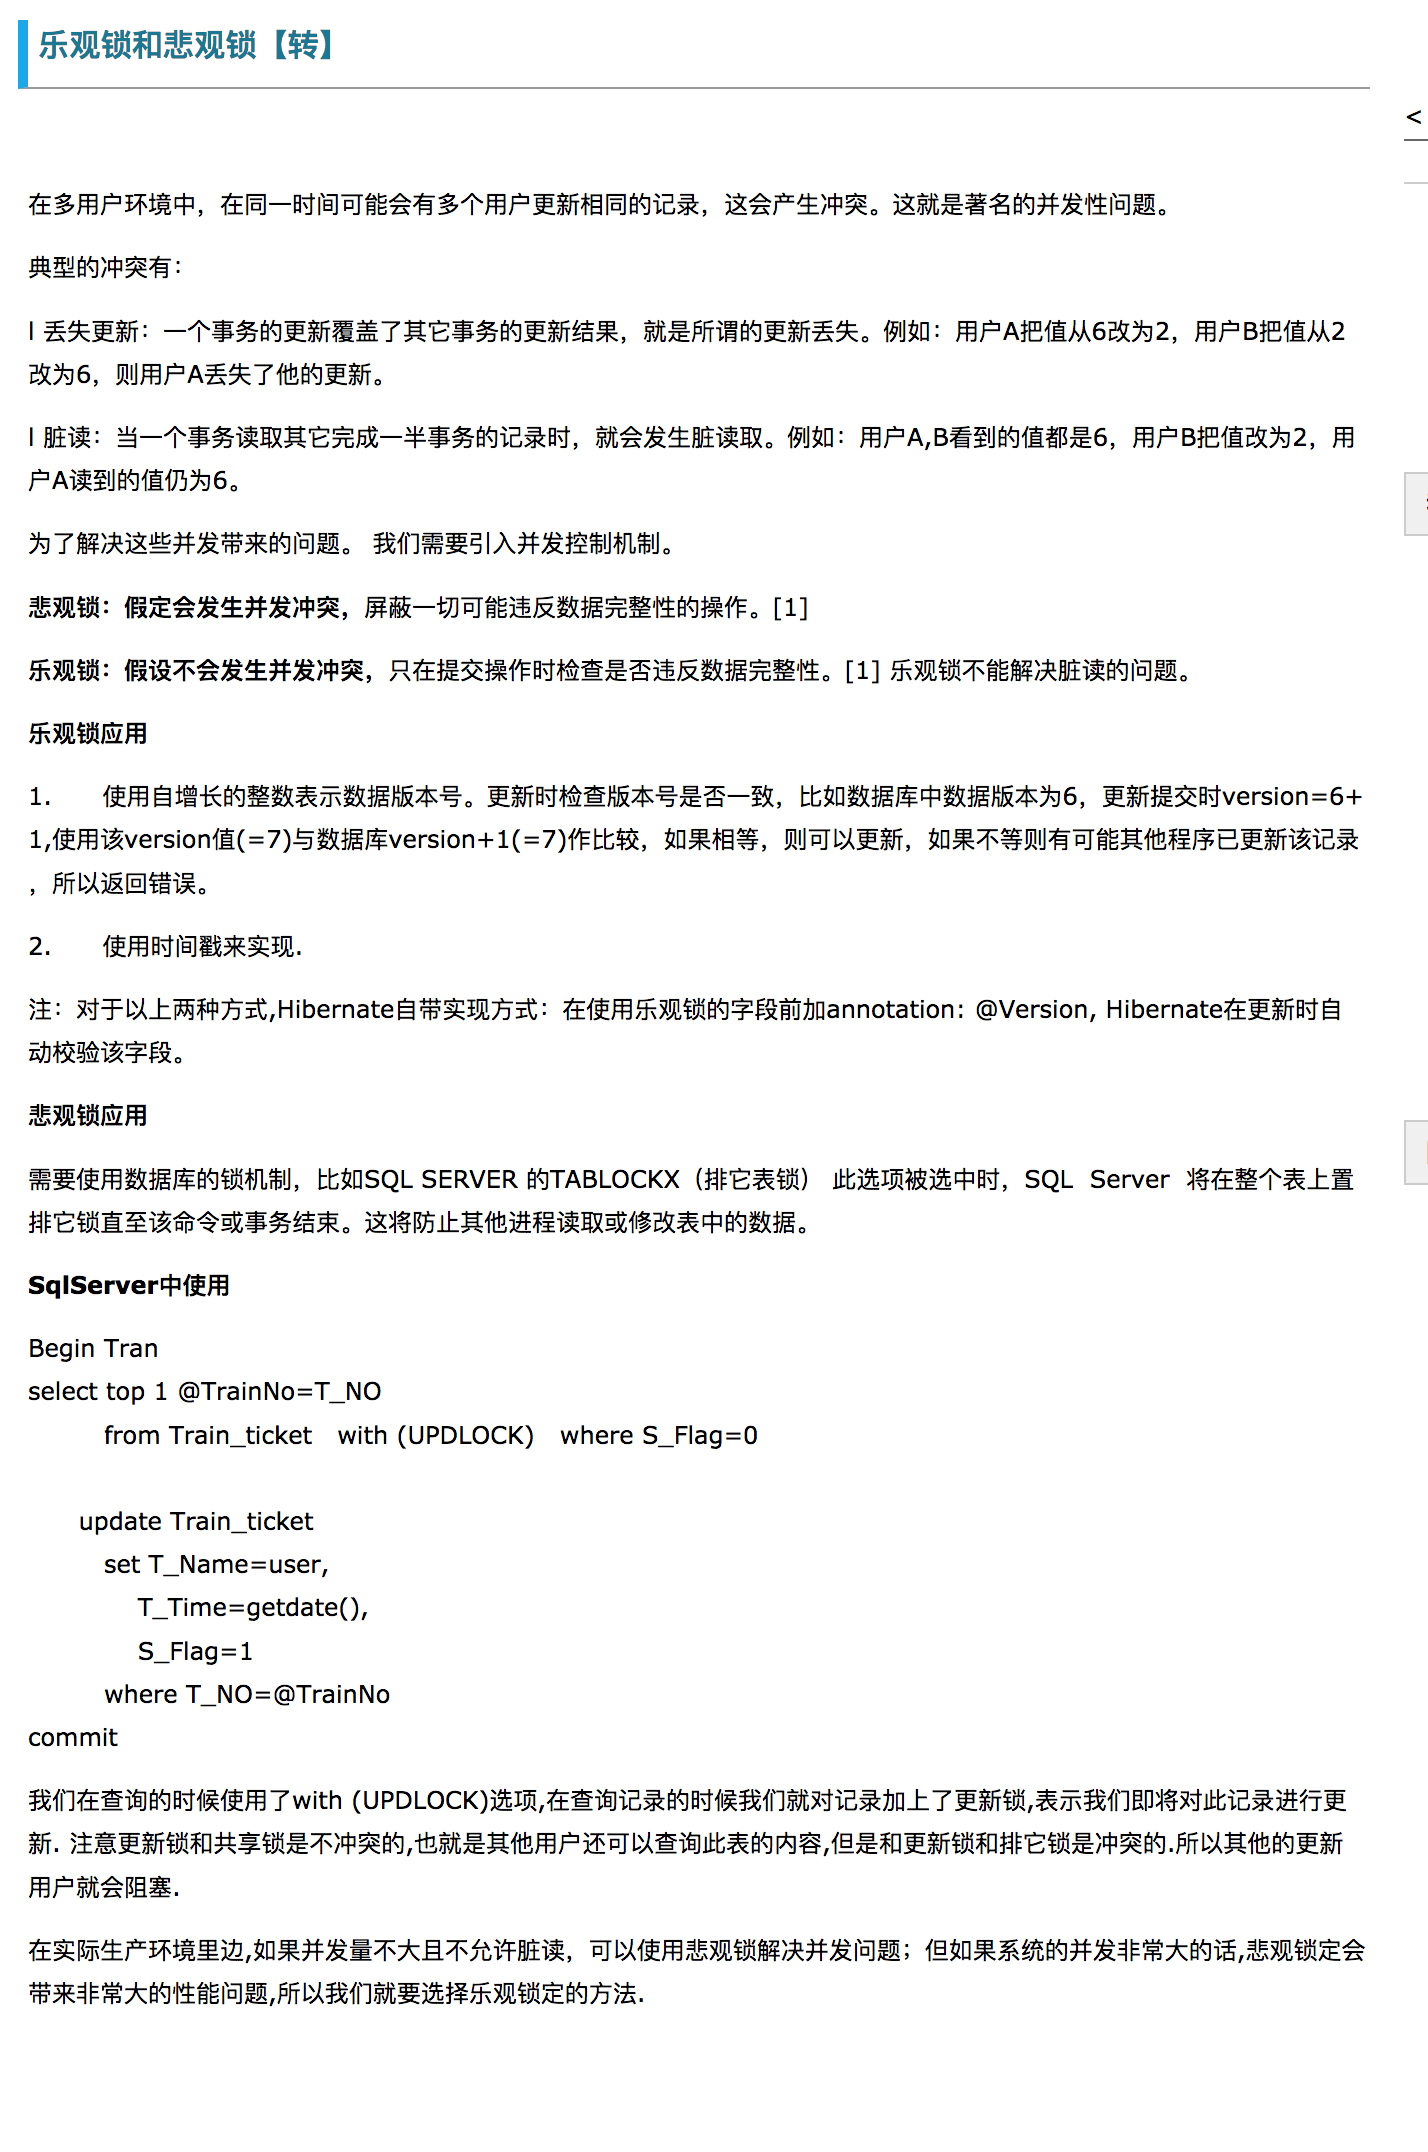 乐观锁和悲观锁【转】
<
在多用户环境中，在同一时间可能会有多个用户更新相同的记录，这会产生冲突。这就是著名的并发性问题。
典型的冲突有：
l 丢失更新：一个事务的更新覆盖了其它事务的更新结果，就是所谓的更新丢失。例如：用户A把值从6改为2，用户B把值从2
改为6，则用户A丢失了他的更新。
l 脏读：当一个事务读取其它完成一半事务的记录时，就会发生脏读取。例如：用户A,B看到的值都是6，用户B把值改为2，用
户A读到的值仍为6。
为了解决这些并发带来的问题。 我们需要引入并发控制机制。
悲观锁：假定会发生并发冲突，屏蔽一切可能违反数据完整性的操作。[1]
乐观锁：假设不会发生并发冲突，只在提交操作时检查是否违反数据完整性。[1] 乐观锁不能解决脏读的问题。
乐观锁应用
1.      使用自增长的整数表示数据版本号。更新时检查版本号是否一致，比如数据库中数据版本为6，更新提交时version=6+
1,使用该version值(=7)与数据库version+1(=7)作比较，如果相等，则可以更新，如果不等则有可能其他程序已更新该记录
，所以返回错误。
2.      使用时间戳来实现.
注：对于以上两种方式,Hibernate自带实现方式：在使用乐观锁的字段前加annotation: @Version, Hibernate在更新时自
动校验该字段。
悲观锁应用
需要使用数据库的锁机制，比如SQL SERVER 的TABLOCKX（排它表锁） 此选项被选中时，SQL  Server  将在整个表上置
排它锁直至该命令或事务结束。这将防止其他进程读取或修改表中的数据。
SqlServer中使用
Begin Tran
select top 1 @TrainNo=T_NO
         from Train_ticket   with (UPDLOCK)   where S_Flag=0
      update Train_ticket
         set T_Name=user,
             T_Time=getdate(),
             S_Flag=1
         where T_NO=@TrainNo
commit
我们在查询的时候使用了with (UPDLOCK)选项,在查询记录的时候我们就对记录加上了更新锁,表示我们即将对此记录进行更
新. 注意更新锁和共享锁是不冲突的,也就是其他用户还可以查询此表的内容,但是和更新锁和排它锁是冲突的.所以其他的更新
用户就会阻塞.
在实际生产环境里边,如果并发量不大且不允许脏读，可以使用悲观锁解决并发问题；但如果系统的并发非常大的话,悲观锁定会
带来非常大的性能问题,所以我们就要选择乐观锁定的方法.